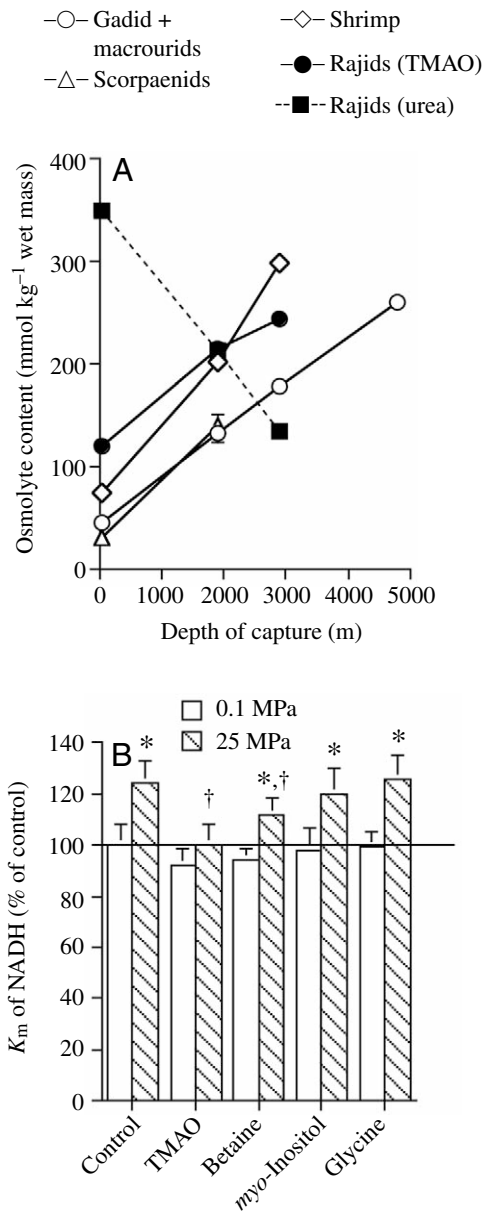 Gadid +
macrourids
Scorpaenids
Shrimp
Rajids (TMAO)
Rajids (urea)
A
400
300
200
100
0
Osmolyte content (mmol kg⁻¹ wet mass)
0 1000 2000 3000 4000 5000
Depth of capture (m)
B
0.1 MPa
25 MPa
140
120
100
80
60
40
20
0
Km of NADH (% of control)
* † *,† * *
Control
TMAO
Betaine
myo-Inositol
Glycine